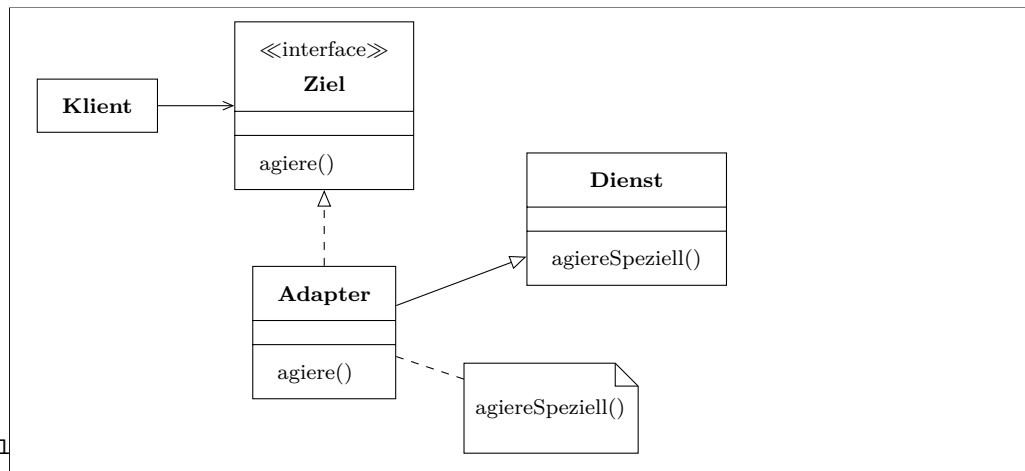 ≪interface≫
Ziel
Klient
agiere()
Dienst
agiereSpeziell()
Adapter
agiere()
agiereSpeziell()